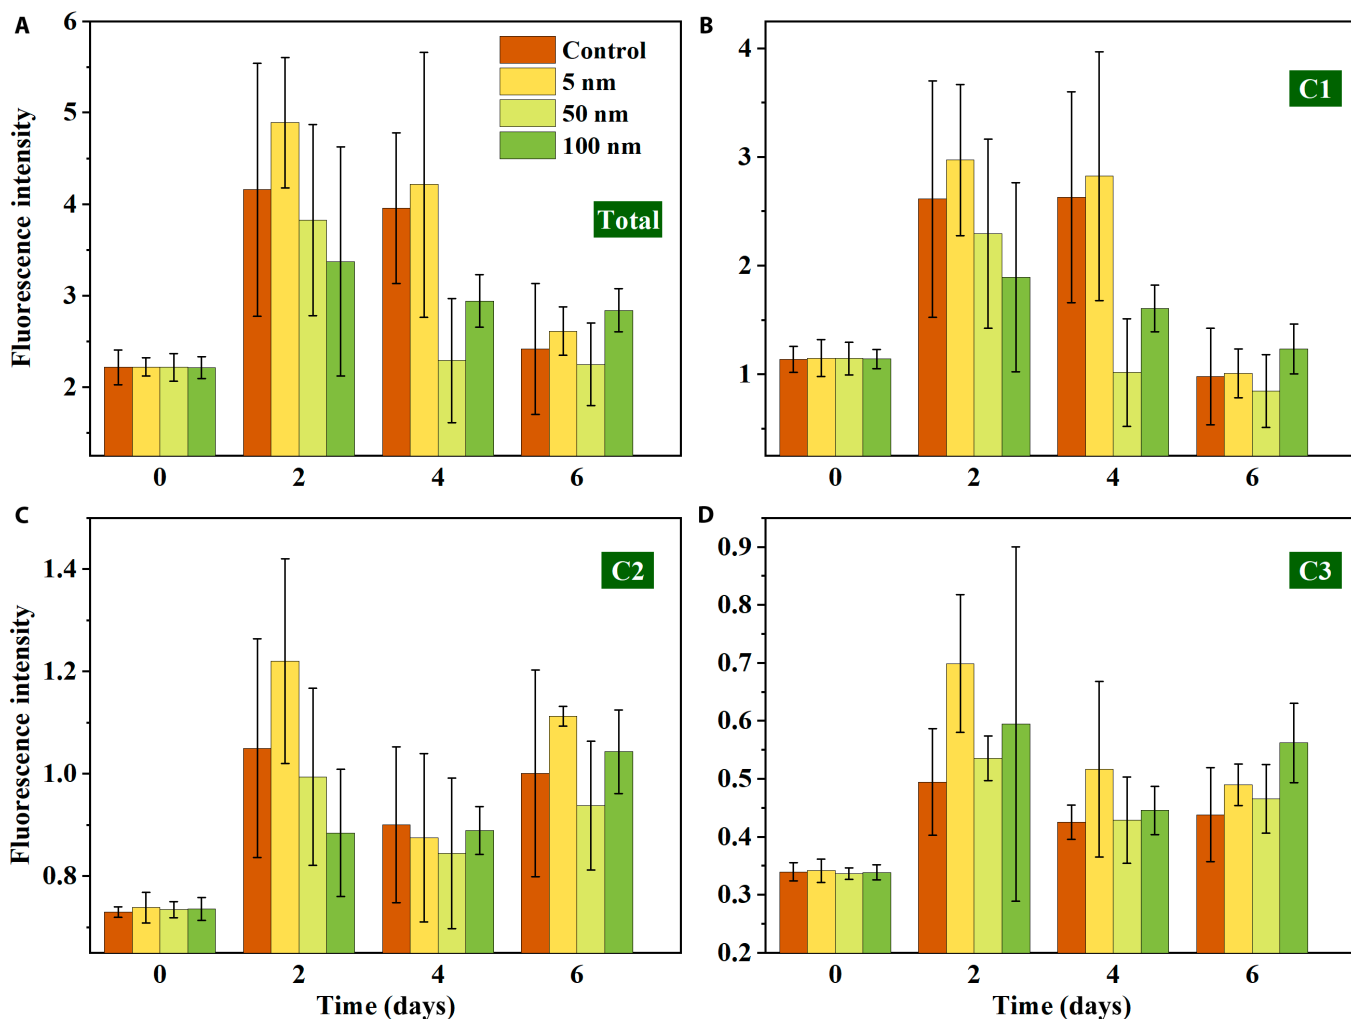 A
Fluorescence intensity
6
5
4
3
2
0 2 4 6
Control
5 nm
50 nm
100 nm
Total
B
4
3
2
1
0 2 4 6
C1
C
Fluorescence intensity
1.4
1.2
1.0
0.8
0 2 4 6
Time (days)
C2
D
0.9
0.8
0.7
0.6
0.5
0.4
0.3
0.2
0 2 4 6
Time (days)
C3